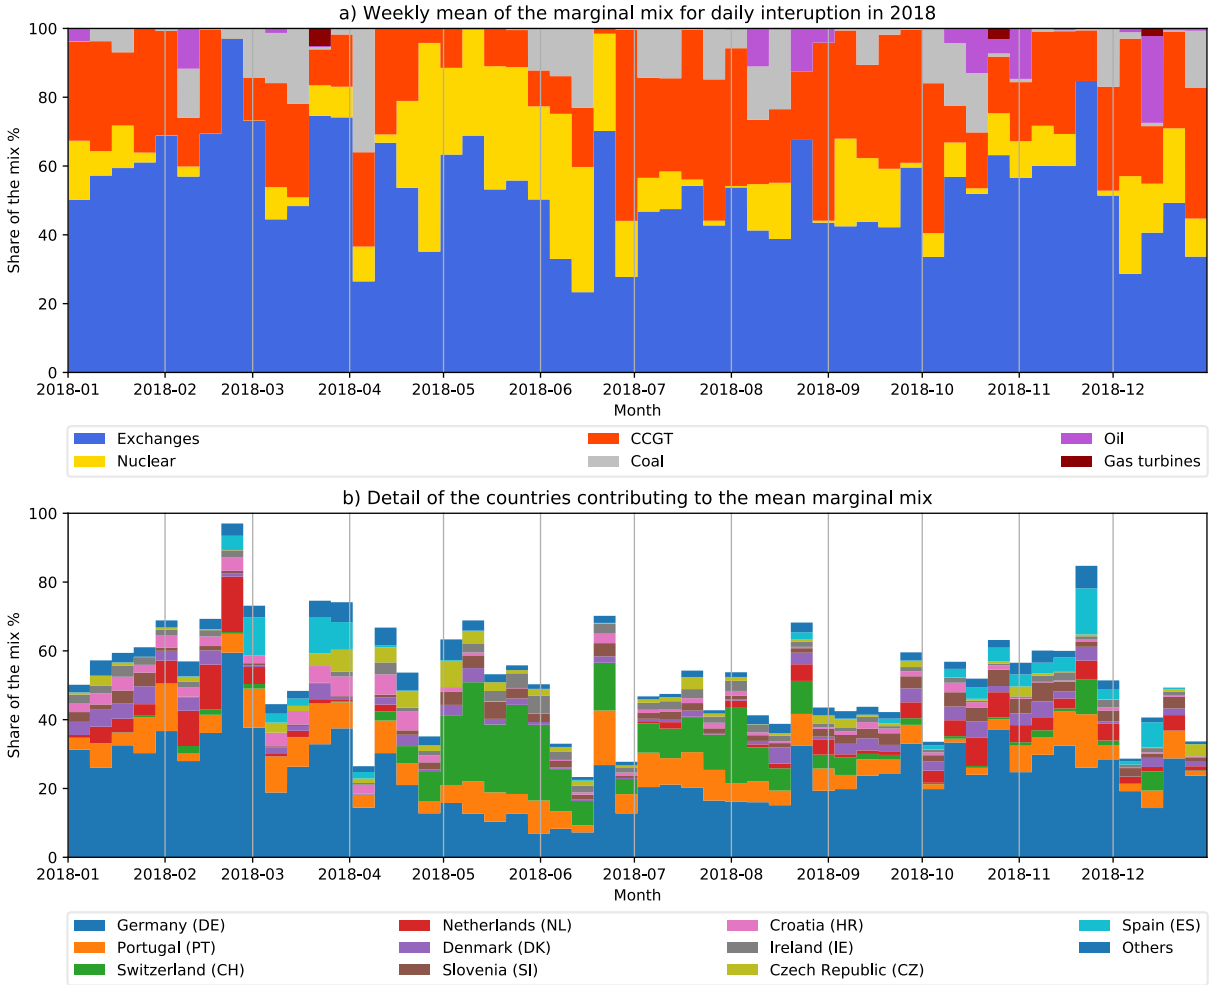 a) Weekly mean of the marginal mix for daily interuption in 2018
Share of the mix %
100
80
60
40
20
0
2018-01 2018-02 2018-03 2018-04 2018-05 2018-06 2018-07 2018-08 2018-09 2018-10 2018-11 2018-12
Month
Exchanges CCGT Oil
Nuclear Coal Gas turbines
b) Detail of the countries contributing to the mean marginal mix
Share of the mix %
100
80
60
40
20
0
2018-01 2018-02 2018-03 2018-04 2018-05 2018-06 2018-07 2018-08 2018-09 2018-10 2018-11 2018-12
Month
Germany (DE) Netherlands (NL) Croatia (HR) Spain (ES)
Portugal (PT) Denmark (DK) Ireland (IE) Others
Switzerland (CH) Slovenia (SI) Czech Republic (CZ)